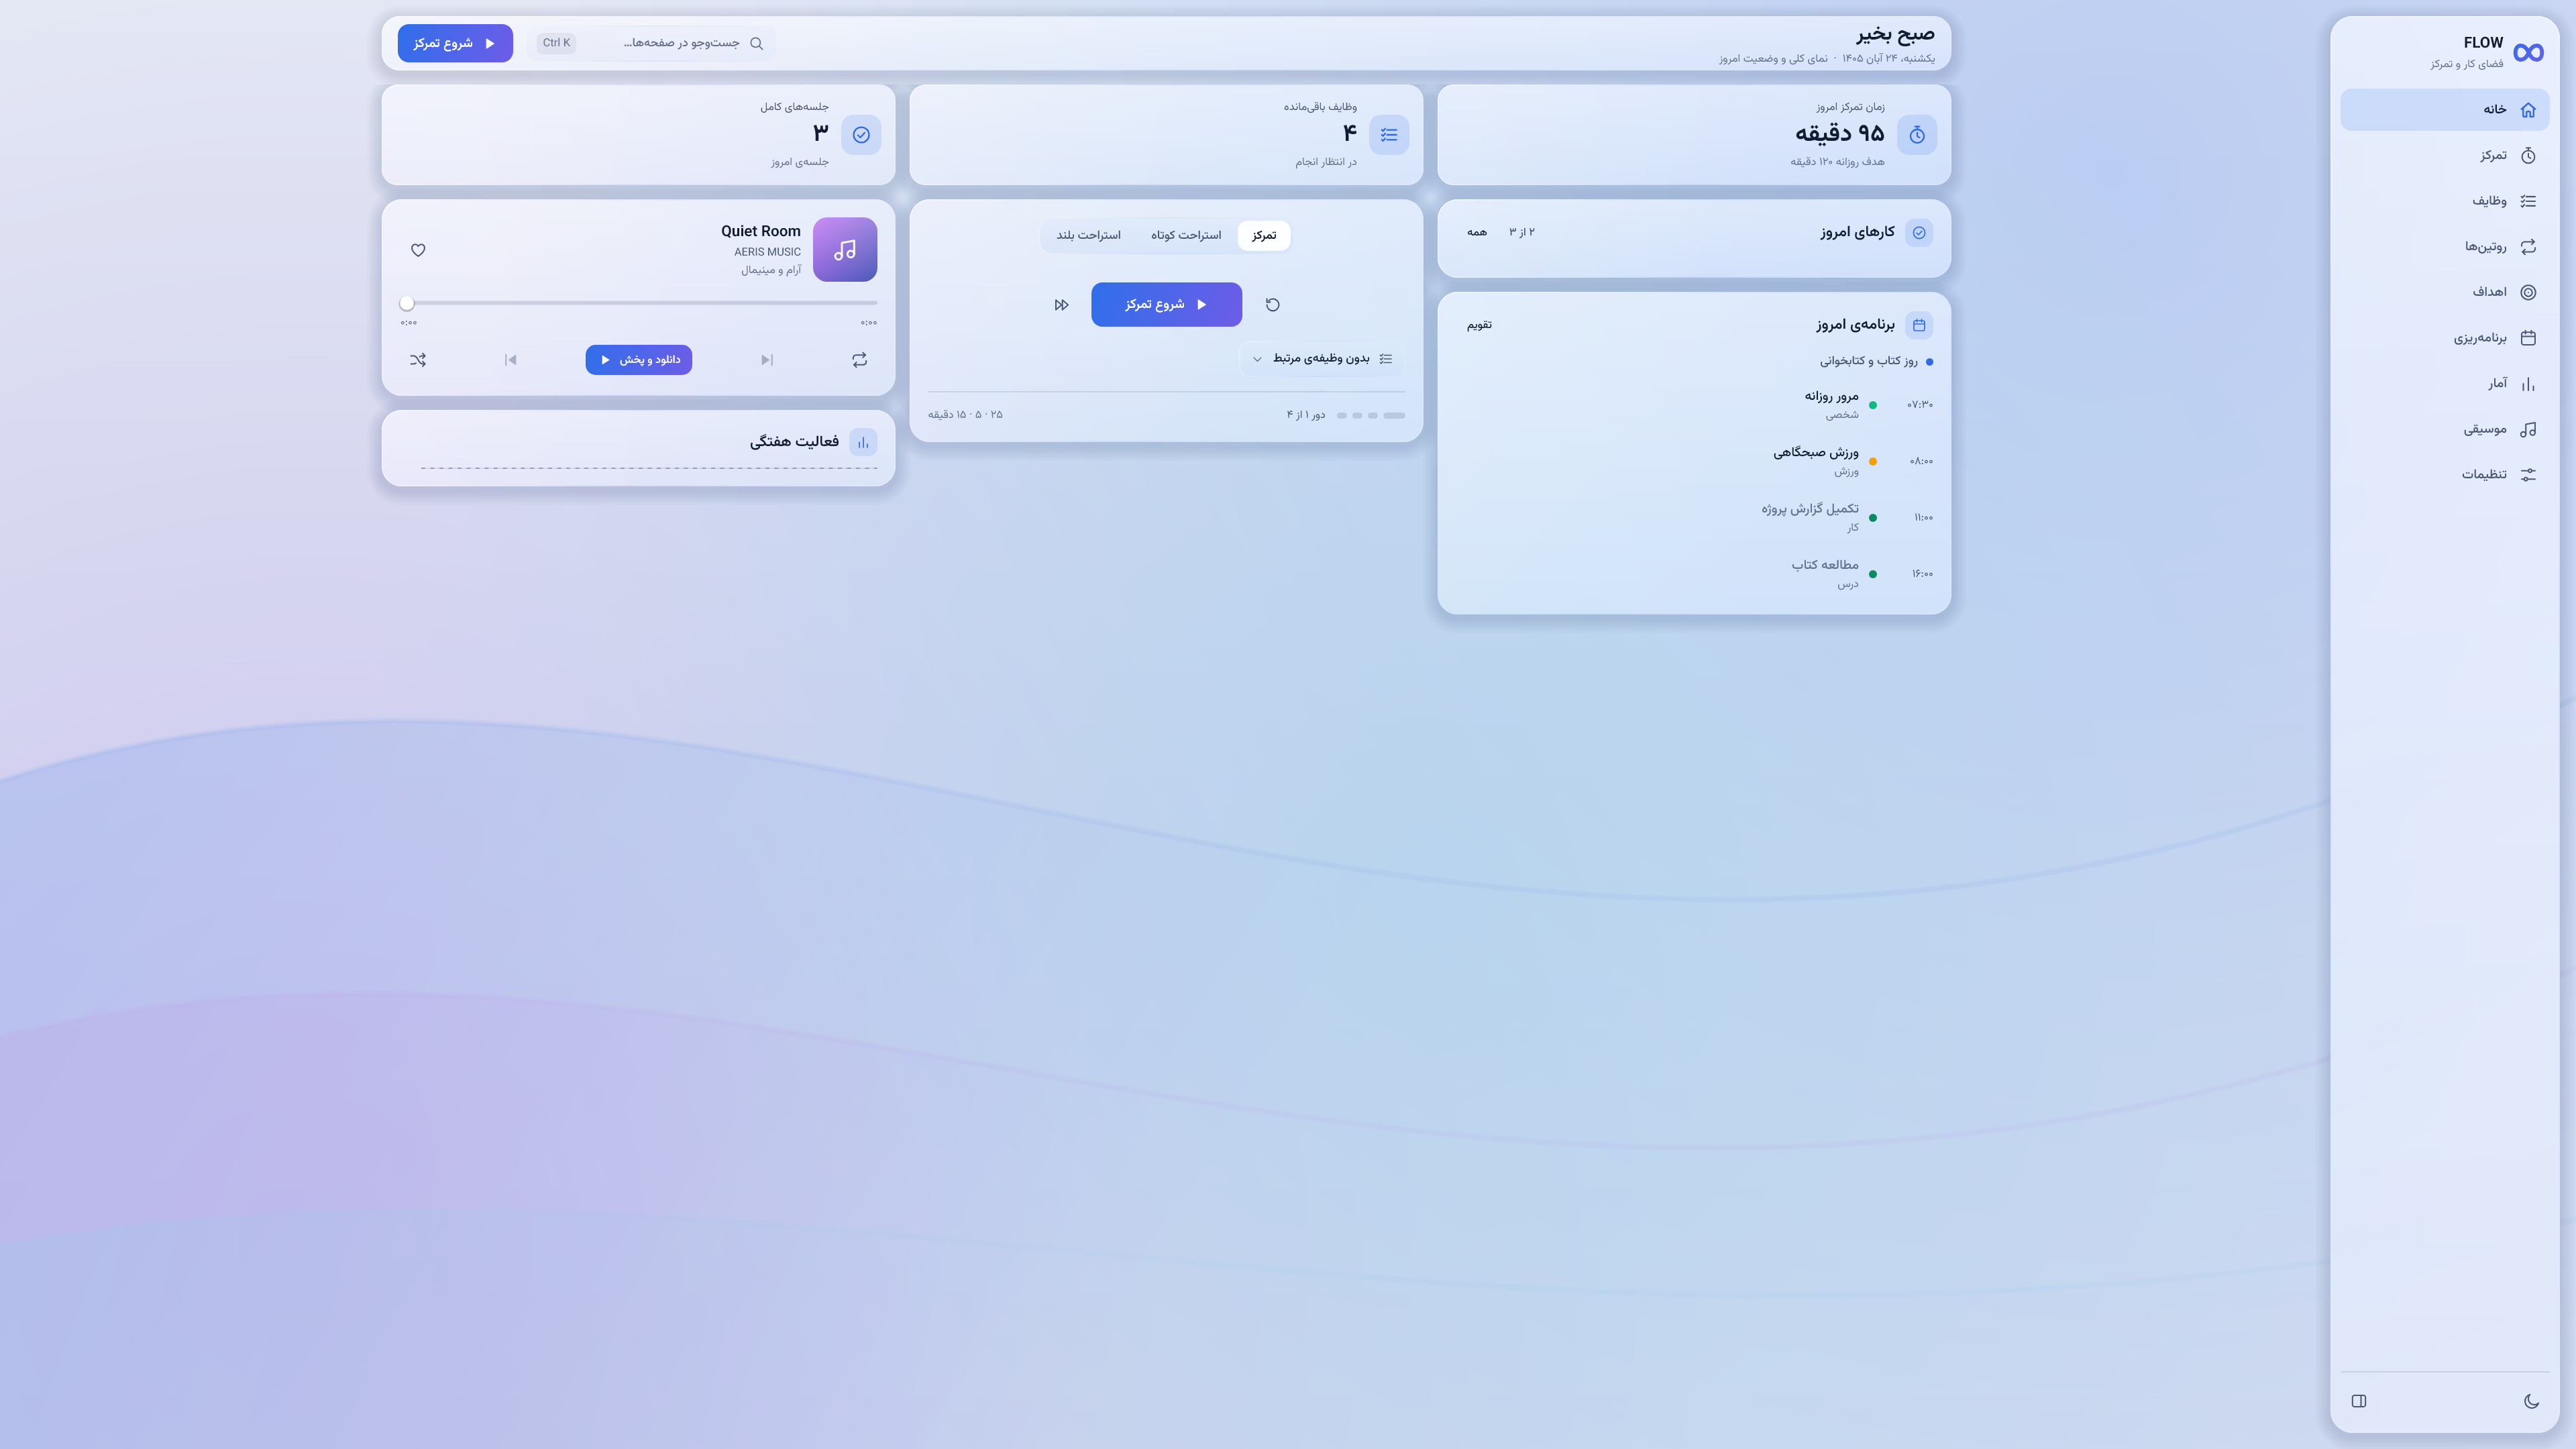 FLOW
فضای کار و تمرکز
خانه
تمرکز
وظایف
روتین‌ها
اهداف
برنامه‌ریزی
آمار
موسیقی
تنظیمات
صبح بخیر
یکشنبه، ۲۴ آبان ۱۴۰۵ · نمای کلی و وضعیت امروز
جست‌وجو در صفحه‌ها...
Ctrl K
شروع تمرکز
زمان تمرکز امروز
۹۵ دقیقه
هدف روزانه ۱۲۰ دقیقه
وظایف باقی‌مانده
۴
در انتظار انجام
جلسه‌های کامل
۳
جلسه‌ی امروز
کارهای امروز
۲ از ۳
همه
برنامه‌ی امروز
تقویم
روز کتاب و کتابخوانی
۰۷:۳۰
مرور روزانه
شخصی
۰۸:۰۰
ورزش صبحگاهی
ورزش
۱۱:۰۰
تکمیل گزارش پروژه
کار
۱۶:۰۰
مطالعه کتاب
درس
تمرکز
استراحت کوتاه
استراحت بلند
شروع تمرکز
بدون وظیفه‌ی مرتبط
دور ۱ از ۴
۲۵ · ۵ · ۱۵ دقیقه
Quiet Room
AERIS MUSIC
آرام و مینیمال
۰:۰۰
۰:۰۰
دانلود و پخش
فعالیت هفتگی